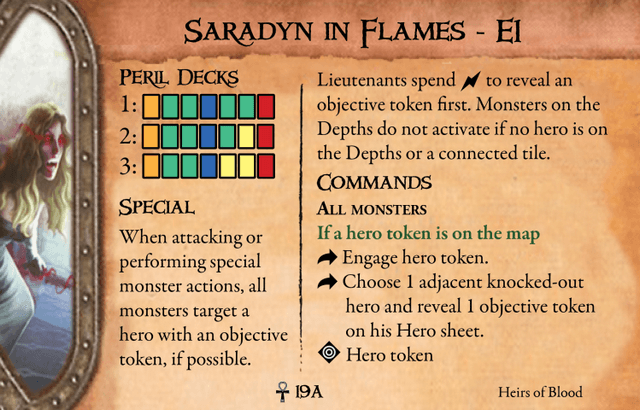 Saradyn in Flames - E1
Peril Decks
1:
2:
3:
Special
When attacking or
performing special
monster actions, all
monsters target a
hero with an objective
token, if possible.
Lieutenants spend to reveal an
objective token first. Monsters on the
Depths do not activate if no hero is on
the Depths or a connected tile.
Commands
All monsters
If a hero token is on the map
Engage hero token.
Choose 1 adjacent knocked-out
hero and reveal 1 objective token
on his Hero sheet.
Hero token
19A
Heirs of Blood